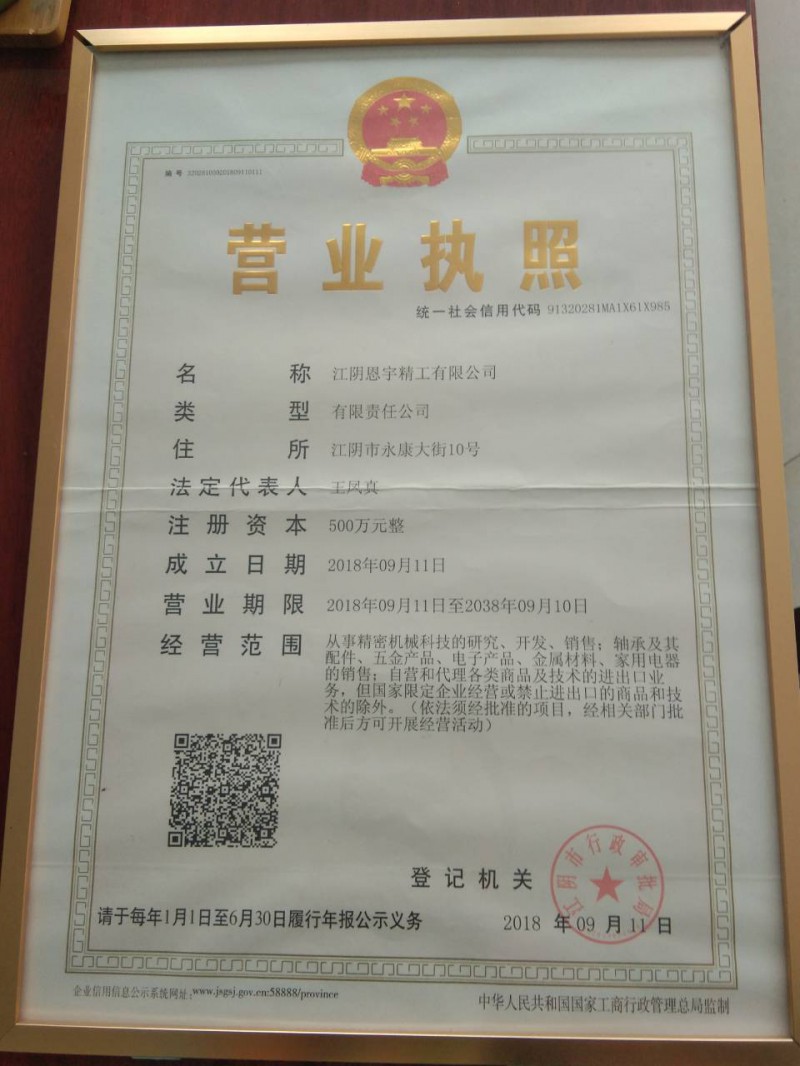 编 号
营业执照
统一社会信用代码 91320281MA1X61X985
名 称 江阴恩宇精工有限公司
类 型 有限责任公司
住 所 江阴市永康大街10号
法定代表人 王凤真
注册资本 500万元整
成立日期 2018年09月11日
营业期限 2018年09月11日至2038年09月10日
经营范围 从事精密机械科技的研究、开发、销售；轴承及其
配件、五金产品、电子产品、金属材料、家用电器
的销售；自营和代理各类商品及技术的进出口业
务，但国家限定企业经营或禁止进出口的商品和技
术的除外。（依法须经批准的项目，经相关部门批
准后方可开展经营活动）
登记机关
江阴市行政审批局
请于每年1月1日至6月30日履行年报公示义务
2018 年 09 月 11 日
企业信用信息公示系统网址：www.jsgsj.gov.cn:58888/province
中华人民共和国国家工商行政管理总局监制